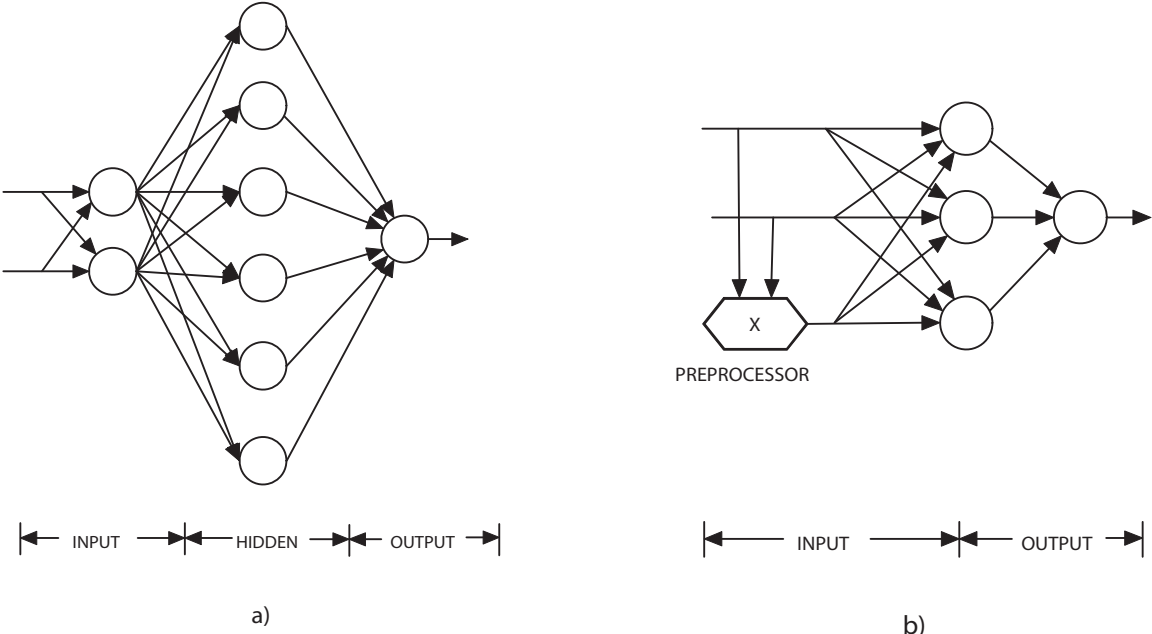 X
PREPROCESSOR
INPUT HIDDEN OUTPUT
INPUT OUTPUT
a)
b)